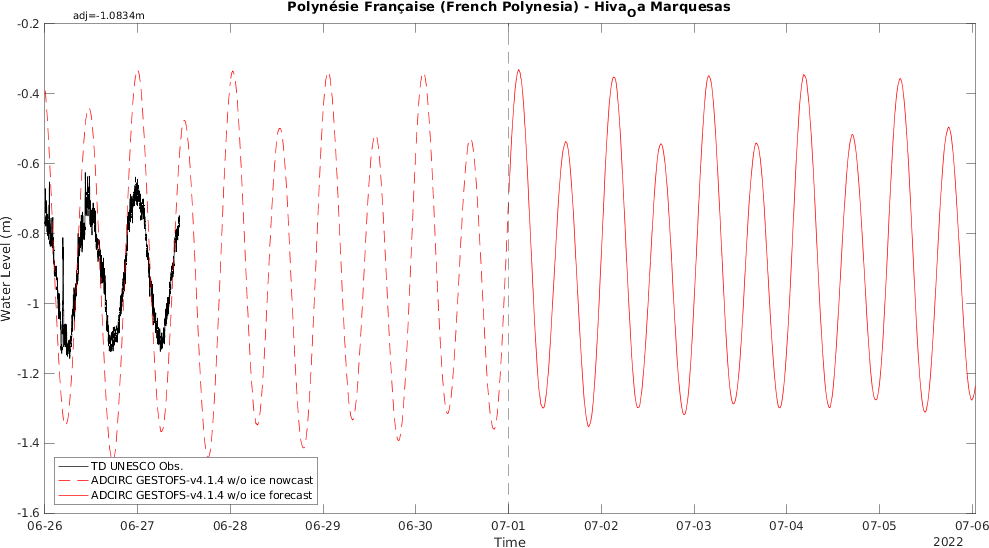 Polynésie Française (French Polynesia) - Hiva_Oa Marquesas
adj=-1.0834m
-0.2
-0.4
-0.6
-0.8
-1
-1.2
-1.4
-1.6
Water Level (m)
TD UNESCO Obs.
ADCIRC GESTOFS-v4.1.4 w/o ice nowcast
ADCIRC GESTOFS-v4.1.4 w/o ice forecast
06-26 06-27 06-28 06-29 06-30 07-01 07-02 07-03 07-04 07-05 07-06
Time
2022